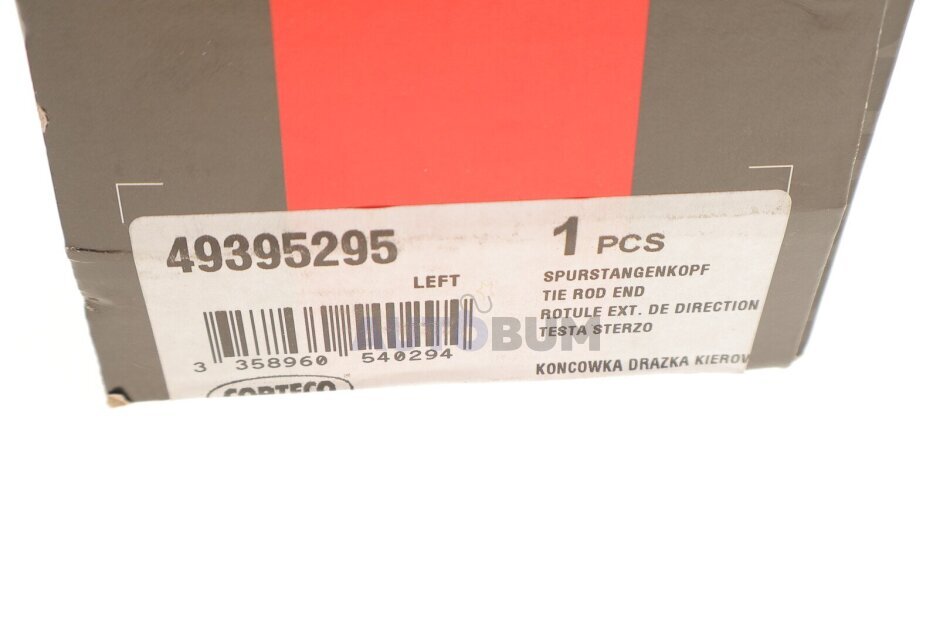 49395295
LEFT
3 358960 540294
CORTECO
1 PCS
SPURSTANGENKOPF
TIE ROD END
ROTULE EXT. DE DIRECTION
TESTA STERZO
KONCOWKA DRAZKA KIEROW
AUTOBUM